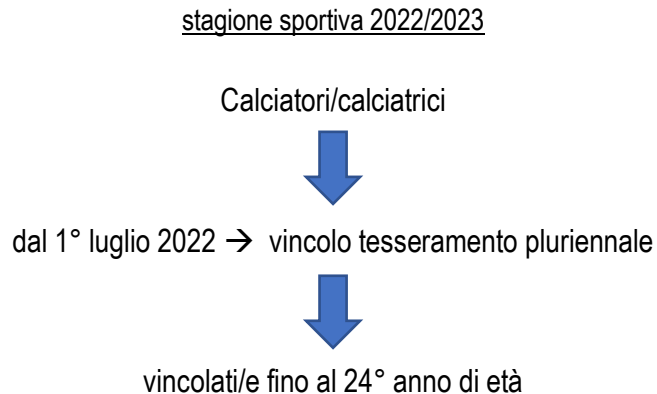 stagione sportiva 2022/2023
Calciatori/calciatrici
dal 1° luglio 2022 → vincolo tesseramento pluriennale
vincolati/e fino al 24° anno di età